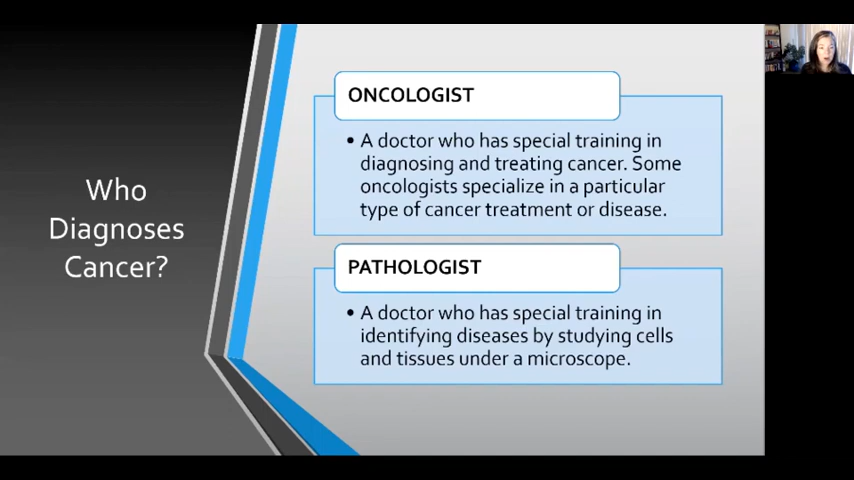 Who
Diagnoses
Cancer?
ONCOLOGIST
• A doctor who has special training in
diagnosing and treating cancer. Some
oncologists specialize in a particular
type of cancer treatment or disease.
PATHOLOGIST
• A doctor who has special training in
identifying diseases by studying cells
and tissues under a microscope.